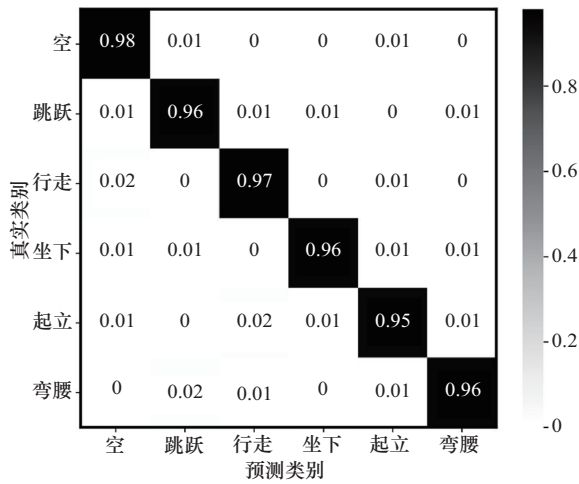 空 0.98 0.01 0 0 0.01 0
跳跃 0.01 0.96 0.01 0.01 0 0.01
行走 0.02 0 0.97 0 0.01 0
坐下 0.01 0.01 0 0.96 0.01 0.01
起立 0.01 0 0.02 0.01 0.95 0.01
弯腰 0 0.02 0.01 0 0.01 0.96
真实类别
空 跳跃 行走 坐下 起立 弯腰
预测类别
0.8
0.6
0.4
0.2
0